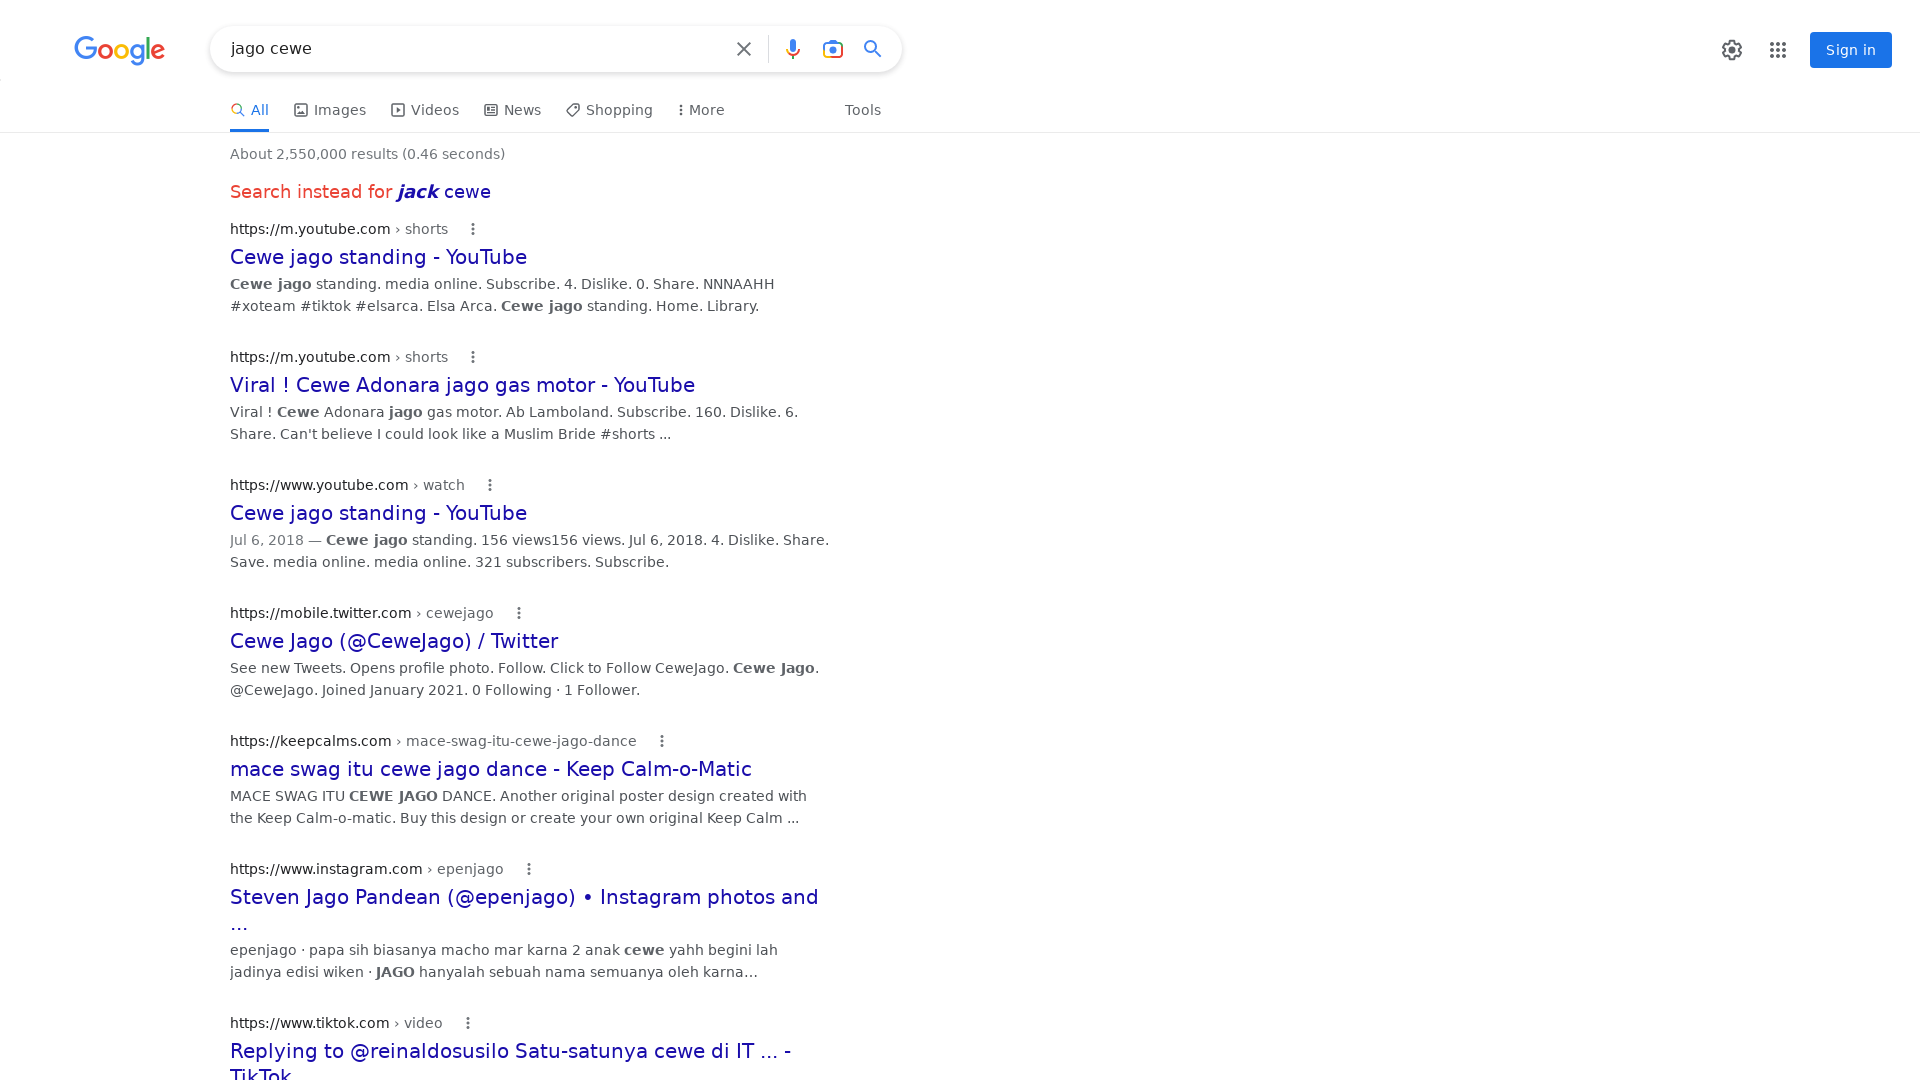 Google
jago cewe
Sign in
All
Images
Videos
News
Shopping
More
Tools
About 2,550,000 results (0.46 seconds)
Search instead for jack cewe
https://m.youtube.com › shorts
Cewe jago standing - YouTube
Cewe jago standing. media online. Subscribe. 4. Dislike. 0. Share. NNNAAHH
#xoteam #tiktok #elsarca. Elsa Arca. Cewe jago standing. Home. Library.
https://m.youtube.com › shorts
Viral ! Cewe Adonara jago gas motor - YouTube
Viral ! Cewe Adonara jago gas motor. Ab Lamboland. Subscribe. 160. Dislike. 6.
Share. Can't believe I could look like a Muslim Bride #shorts ...
https://www.youtube.com › watch
Cewe jago standing - YouTube
Jul 6, 2018 — Cewe jago standing. 156 views156 views. Jul 6, 2018. 4. Dislike. Share.
Save. media online. media online. 321 subscribers. Subscribe.
https://mobile.twitter.com › cewejago
Cewe Jago (@CeweJago) / Twitter
See new Tweets. Opens profile photo. Follow. Click to Follow CeweJago. Cewe Jago.
@CeweJago. Joined January 2021. 0 Following · 1 Follower.
https://keepcalms.com › mace-swag-itu-cewe-jago-dance
mace swag itu cewe jago dance - Keep Calm-o-Matic
MACE SWAG ITU CEWE JAGO DANCE. Another original poster design created with
the Keep Calm-o-matic. Buy this design or create your own original Keep Calm ...
https://www.instagram.com › epenjago
Steven Jago Pandean (@epenjago) • Instagram photos and
...
epenjago · papa sih biasanya macho mar karna 2 anak cewe yahh begini lah
jadinya edisi wiken · JAGO hanyalah sebuah nama semuanya oleh karna…
https://www.tiktok.com › video
Replying to @reinaldosusilo Satu-satunya cewe di IT ... -
TikTok